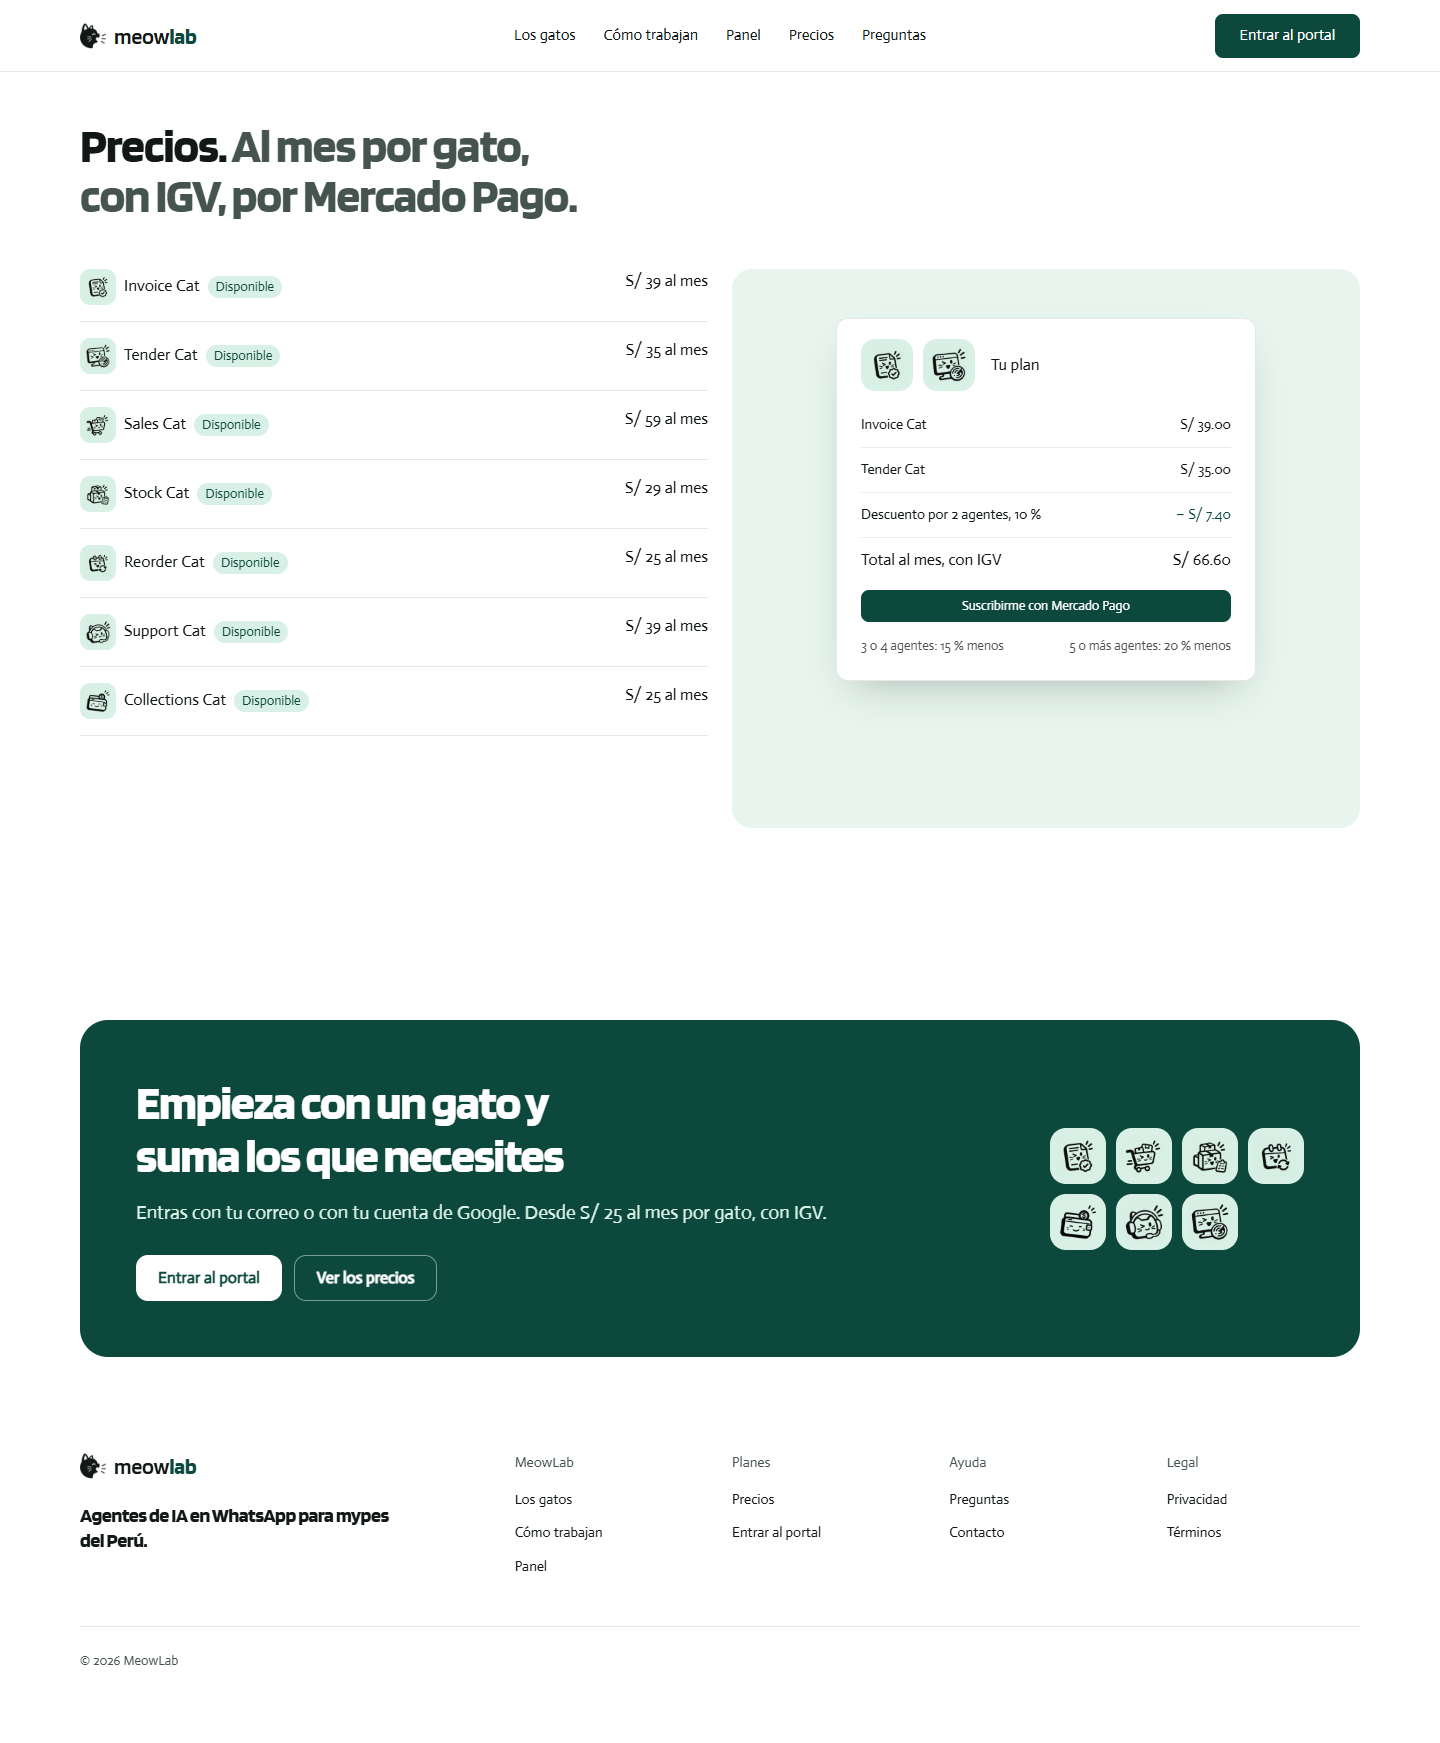 meowlab
Los gatos
Cómo trabajan
Panel
Precios
Preguntas
Entrar al portal
Precios. Al mes por gato,
con IGV, por Mercado Pago.
Invoice Cat Disponible S/ 39 al mes
Tender Cat Disponible S/ 35 al mes
Sales Cat Disponible S/ 59 al mes
Stock Cat Disponible S/ 29 al mes
Reorder Cat Disponible S/ 25 al mes
Support Cat Disponible S/ 39 al mes
Collections Cat Disponible S/ 25 al mes
Tu plan
Invoice Cat S/ 39.00
Tender Cat S/ 35.00
Descuento por 2 agentes, 10 % − S/ 7.40
Total al mes, con IGV S/ 66.60
Suscribirme con Mercado Pago
3 o 4 agentes: 15 % menos
5 o más agentes: 20 % menos
Empieza con un gato y
suma los que necesites
Entras con tu correo o con tu cuenta de Google. Desde S/ 25 al mes por gato, con IGV.
Entrar al portal
Ver los precios
meowlab
Agentes de IA en WhatsApp para mypes
del Perú.
MeowLab
Los gatos
Cómo trabajan
Panel
Planes
Precios
Entrar al portal
Ayuda
Preguntas
Contacto
Legal
Privacidad
Términos
© 2026 MeowLab